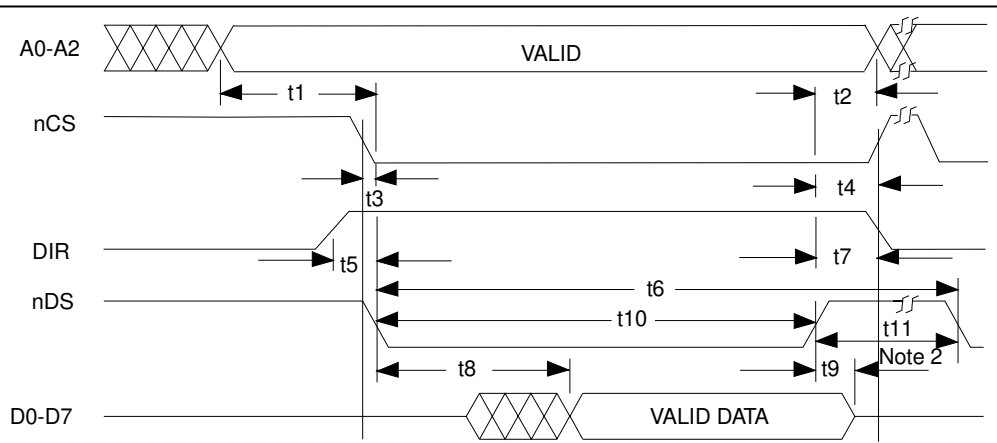 A0-A2
VALID
t1
t2
nCS
t3
t4
DIR
t5
t7
nDS
t6
t10
t11
Note 2
t8
t9
D0-D7
VALID DATA